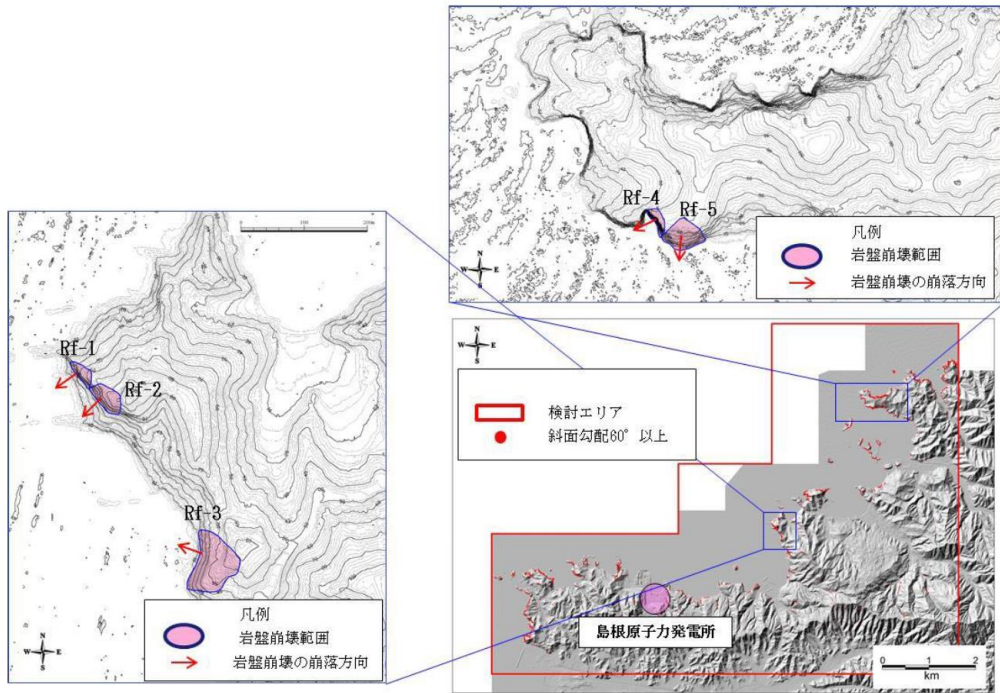 Rf-4
Rf-5
凡例
岩盤崩壊範囲
岩盤崩壊の崩落方向
N
W
E
S
Rf-1
Rf-2
Rf-3
凡例
岩盤崩壊範囲
岩盤崩壊の崩落方向
N
W
E
S
N
W
E
S
検討エリア
斜面勾配60°以上
島根原子力発電所
0 1 2
km